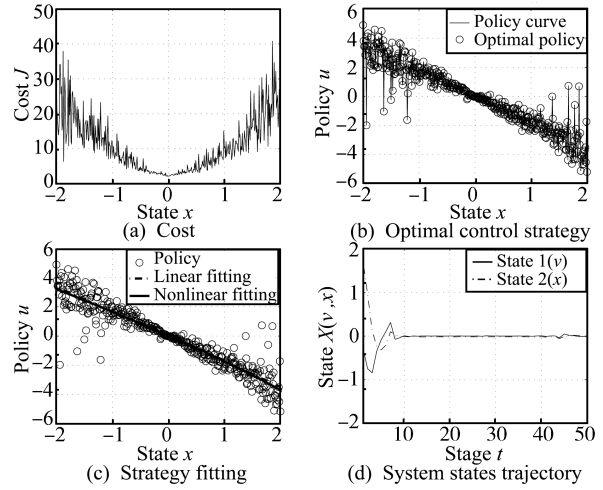 50
40
30
20
10
0
Cost J
−2 −1 0 1 2
State x
(a) Cost
6
4
2
0
−2
−4
−6
Policy u
Policy curve
Optimal policy
−2 −1 0 1 2
State x
(b) Optimal control strategy
6
4
2
0
−2
−4
−6
Policy u
Policy
Linear fitting
Nonlinear fitting
−2 −1 0 1 2
State x
(c) Strategy fitting
2
1
0
−1
−2
State X(v,x)
State 1(v)
State 2(x)
10 20 30 40 50
Stage t
(d) System states trajectory